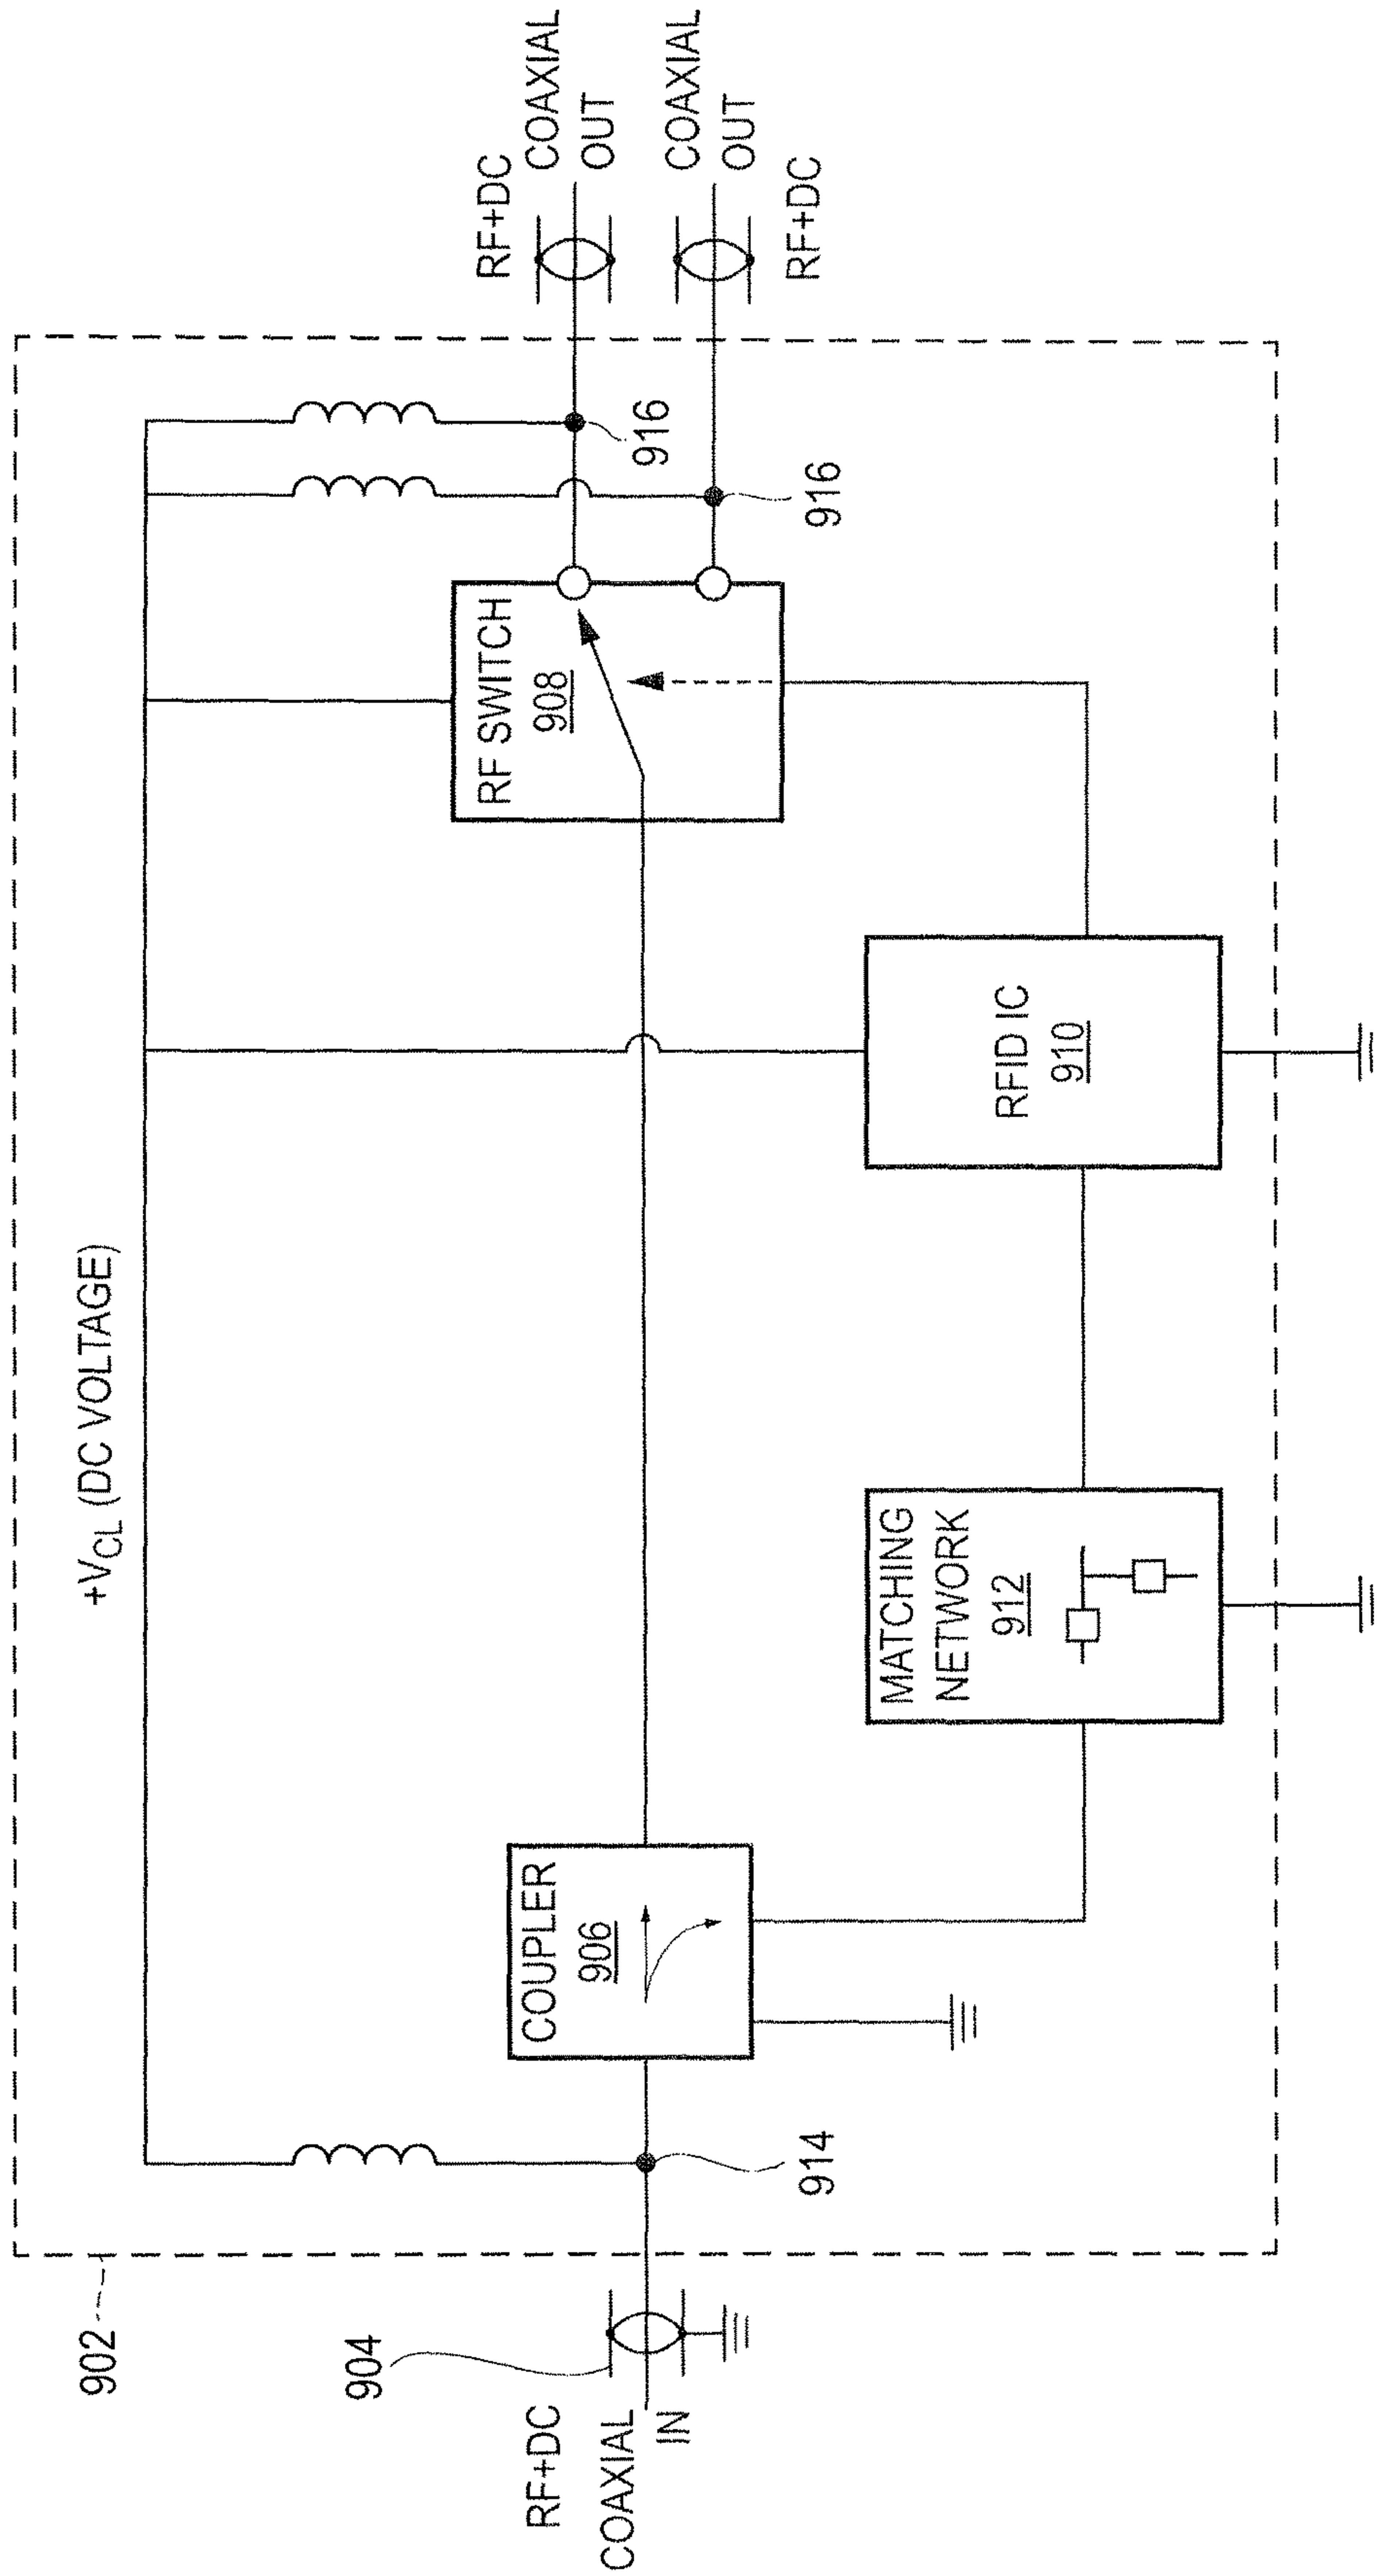 +VCL (DC VOLTAGE)
902
904
RF+DC
COAXIAL
IN
914
COUPLER
906
MATCHING
NETWORK
912
RFID IC
910
RF SWITCH
908
916
916
RF+DC
COAXIAL
OUT
COAXIAL
OUT
RF+DC